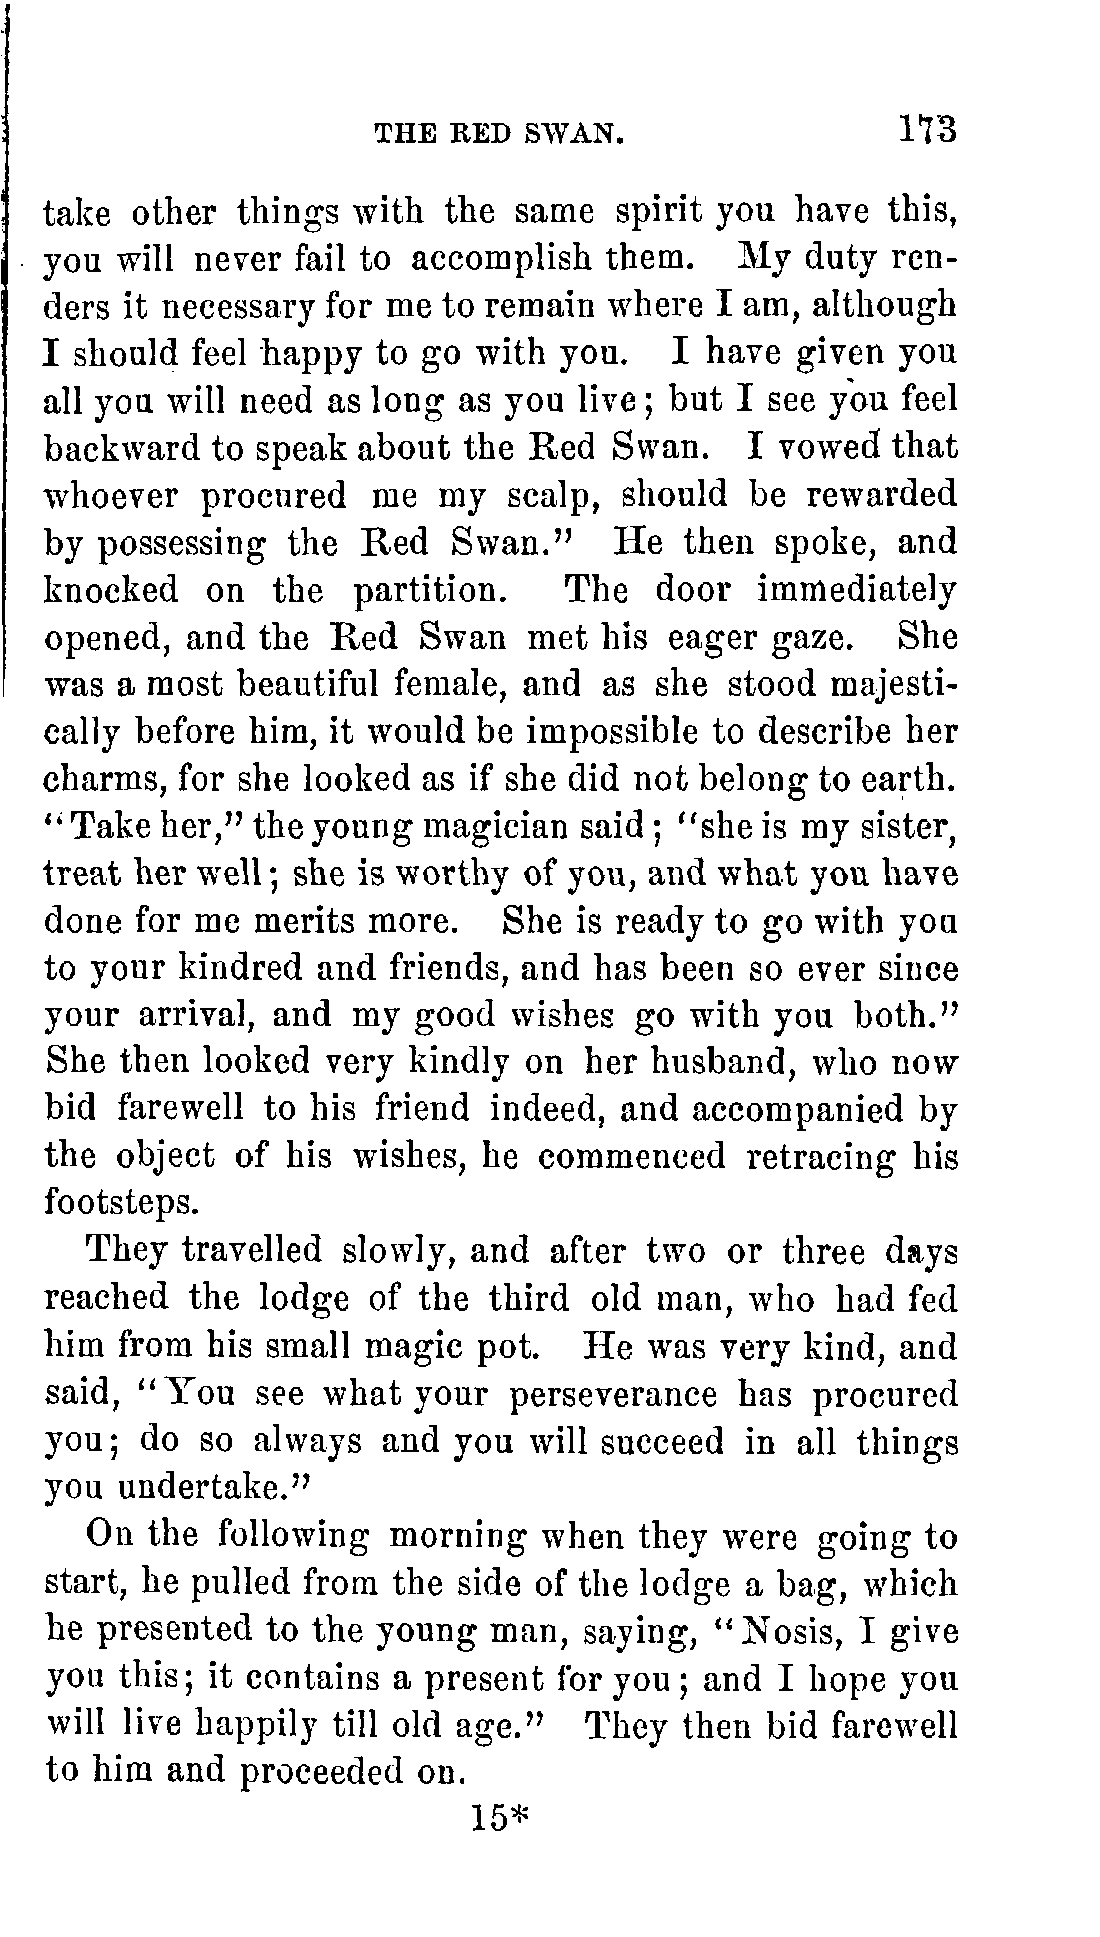 THE RED SWAN. 173
take other things with the same spirit you have this,
you will never fail to accomplish them. My duty ren-
ders it necessary for me to remain where I am, although
I should feel happy to go with you. I have given you
all you will need as long as you live; but I see you feel
backward to speak about the Red Swan. I vowed that
whoever procured me my scalp, should be rewarded
by possessing the Red Swan.” He then spoke, and
knocked on the partition. The door immediately
opened, and the Red Swan met his eager gaze. She
was a most beautiful female, and as she stood majesti-
cally before him, it would be impossible to describe her
charms, for she looked as if she did not belong to earth.
“Take her,” the young magician said; “she is my sister,
treat her well; she is worthy of you, and what you have
done for me merits more. She is ready to go with you
to your kindred and friends, and has been so ever since
your arrival, and my good wishes go with you both.”
She then looked very kindly on her husband, who now
bid farewell to his friend indeed, and accompanied by
the object of his wishes, he commenced retracing his
footsteps.
They travelled slowly, and after two or three days
reached the lodge of the third old man, who had fed
him from his small magic pot. He was very kind, and
said, “You see what your perseverance has procured
you; do so always and you will succeed in all things
you undertake.”
On the following morning when they were going to
start, he pulled from the side of the lodge a bag, which
he presented to the young man, saying, “Nosis, I give
you this; it contains a present for you; and I hope you
will live happily till old age.” They then bid farewell
to him and proceeded on.
15*